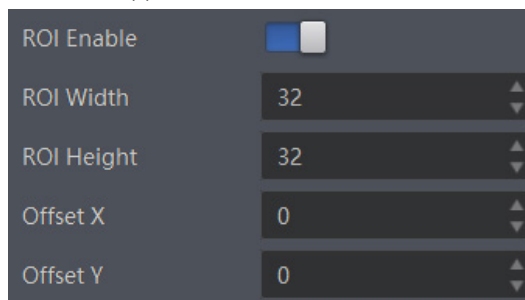 ROI Enable
ROI Width 32
ROI Height 32
Offset X 0
Offset Y 0